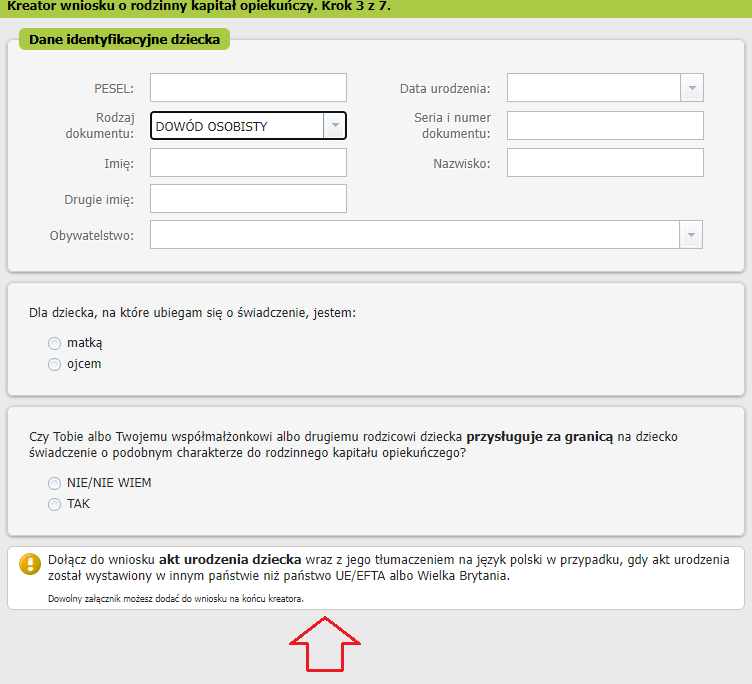 Kreator wniosku o rodzinny kapitał opiekuńczy. Krok 3 z 7.
Dane identyfikacyjne dziecka
PESEL:
Data urodzenia:
Rodzaj
dokumentu:
DOWÓD OSOBISTY
Seria i numer
dokumentu:
Imię:
Nazwisko:
Drugie imię:
Obywatelstwo:
Dla dziecka, na które ubiegam się o świadczenie, jestem:
matką
ojcem
Czy Tobie albo Twojemu współmałżonkowi albo drugiemu rodzicowi dziecka przysługuje za granicą na dziecko
świadczenie o podobnym charakterze do rodzinnego kapitału opiekuńczego?
NIE/NIE WIEM
TAK
Dołącz do wniosku akt urodzenia dziecka wraz z jego tłumaczeniem na język polski w przypadku, gdy akt urodzenia
został wystawiony w innym państwie niż państwo UE/EFTA albo Wielka Brytania.
Dowolny załącznik możesz dodać do wniosku na końcu kreatora.